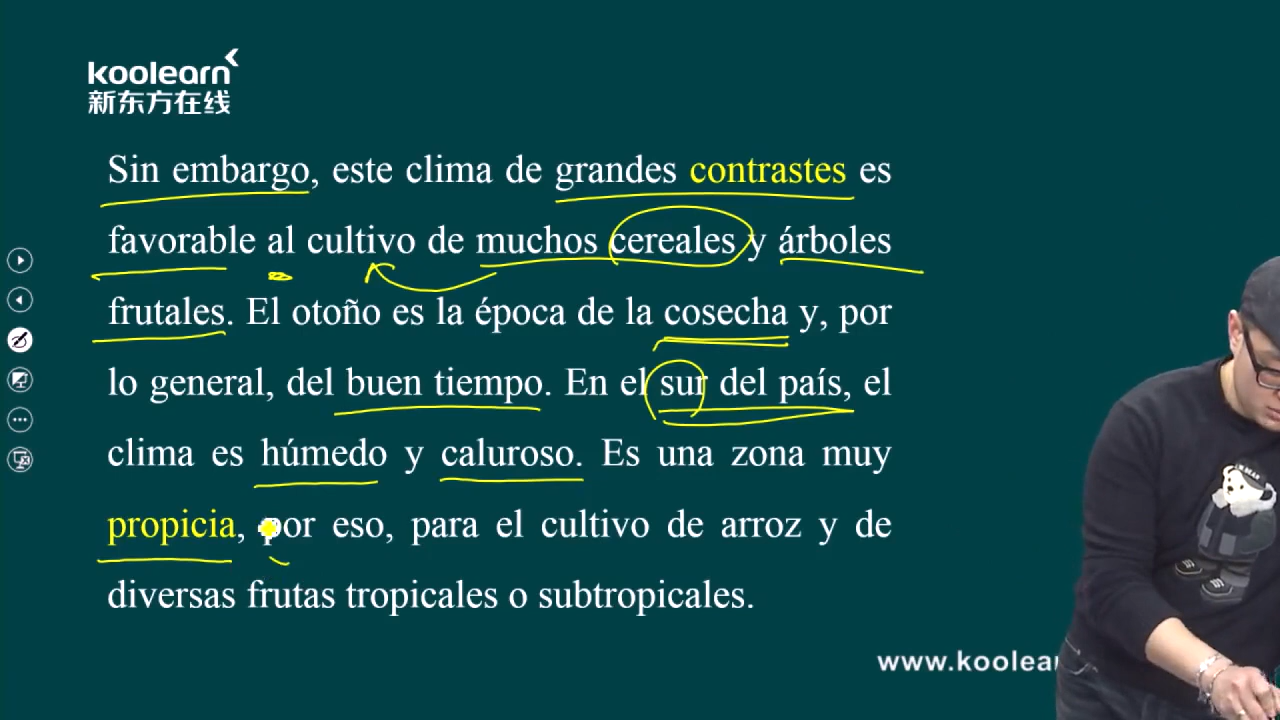 koolearn
新东方在线
Sin embargo, este clima de grandes contrastes es
favorable al cultivo de muchos cereales y árboles
frutales. El otoño es la época de la cosecha y, por
lo general, del buen tiempo. En el sur del país, el
clima es húmedo y caluroso. Es una zona muy
propicia, por eso, para el cultivo de arroz y de
diversas frutas tropicales o subtropicales.
www.koolear